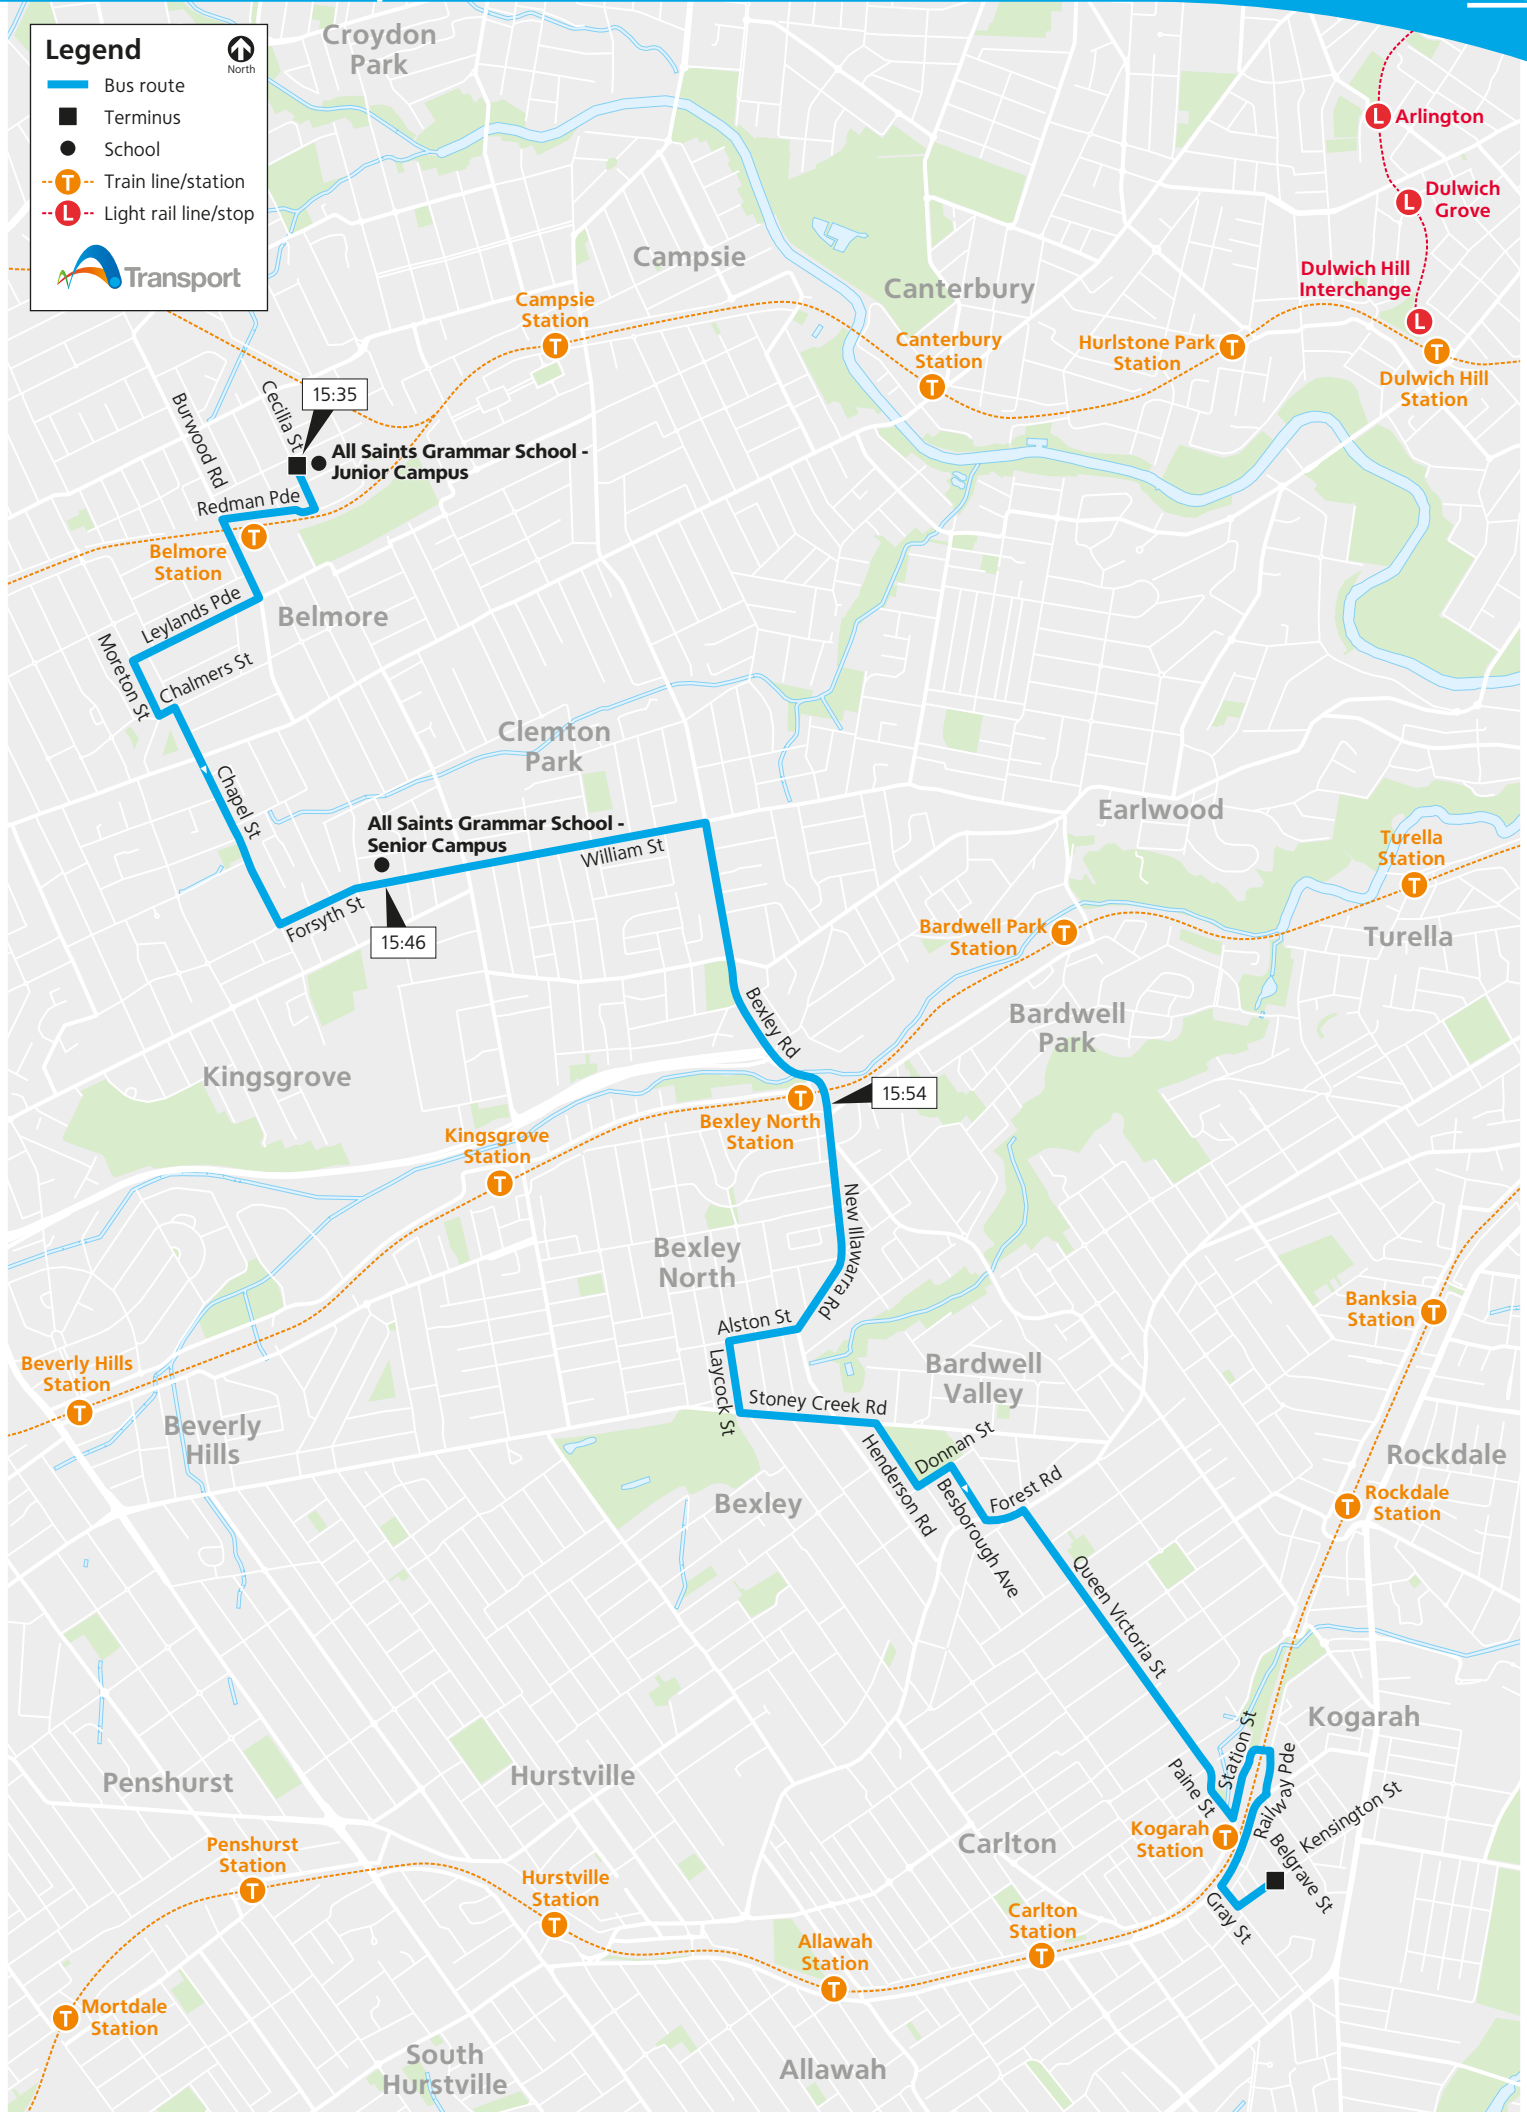 Legend
North
Bus route
Terminus
School
T
Train line/station
L
Light rail line/stop
Transport
Croydon
Park
L
Arlington
L
Dulwich
Grove
Campsie
Canterbury
Dulwich Hill
Interchange
L
Campsie
Station
T
Canterbury
Station
T
Hurlstone Park
Station
T
T
Dulwich Hill
Station
Burwood Rd
Cecilia St
15:35
All Saints Grammar School -
Junior Campus
Redman Pde
T
Belmore
Station
Leylands Pde
Belmore
Moreton St
Chalmers St
Clemton
Park
Chapel St
All Saints Grammar School -
Senior Campus
William St
Forsyth St
15:46
Earlwood
Turella
Station
T
Turella
Bardwell Park
Station
T
Bardwell
Park
Bexley Rd
Kingsgrove
15:54
T
Bexley North
Station
Kingsgrove
Station
T
New Illawarra Rd
Bexley
North
Banksia
Station
T
Alston St
Laycock St
Beverly Hills
Station
T
Beverly
Hills
Bardwell
Valley
Stoney Creek Rd
Henderson Rd
Donnan St
Besborough Ave
Forest Rd
Rockdale
T
Rockdale
Station
Bexley
Queen Victoria St
Kogarah
Station St
Paine St
Railway Pde
Kensington St
Belgrave St
Gray St
Kogarah
Station
T
Penshurst
Hurstville
Carlton
Penshurst
Station
T
Hurstville
Station
T
Carlton
Station
T
Allawah
Station
T
T
Mortdale
Station
South
Hurstville
Allawah